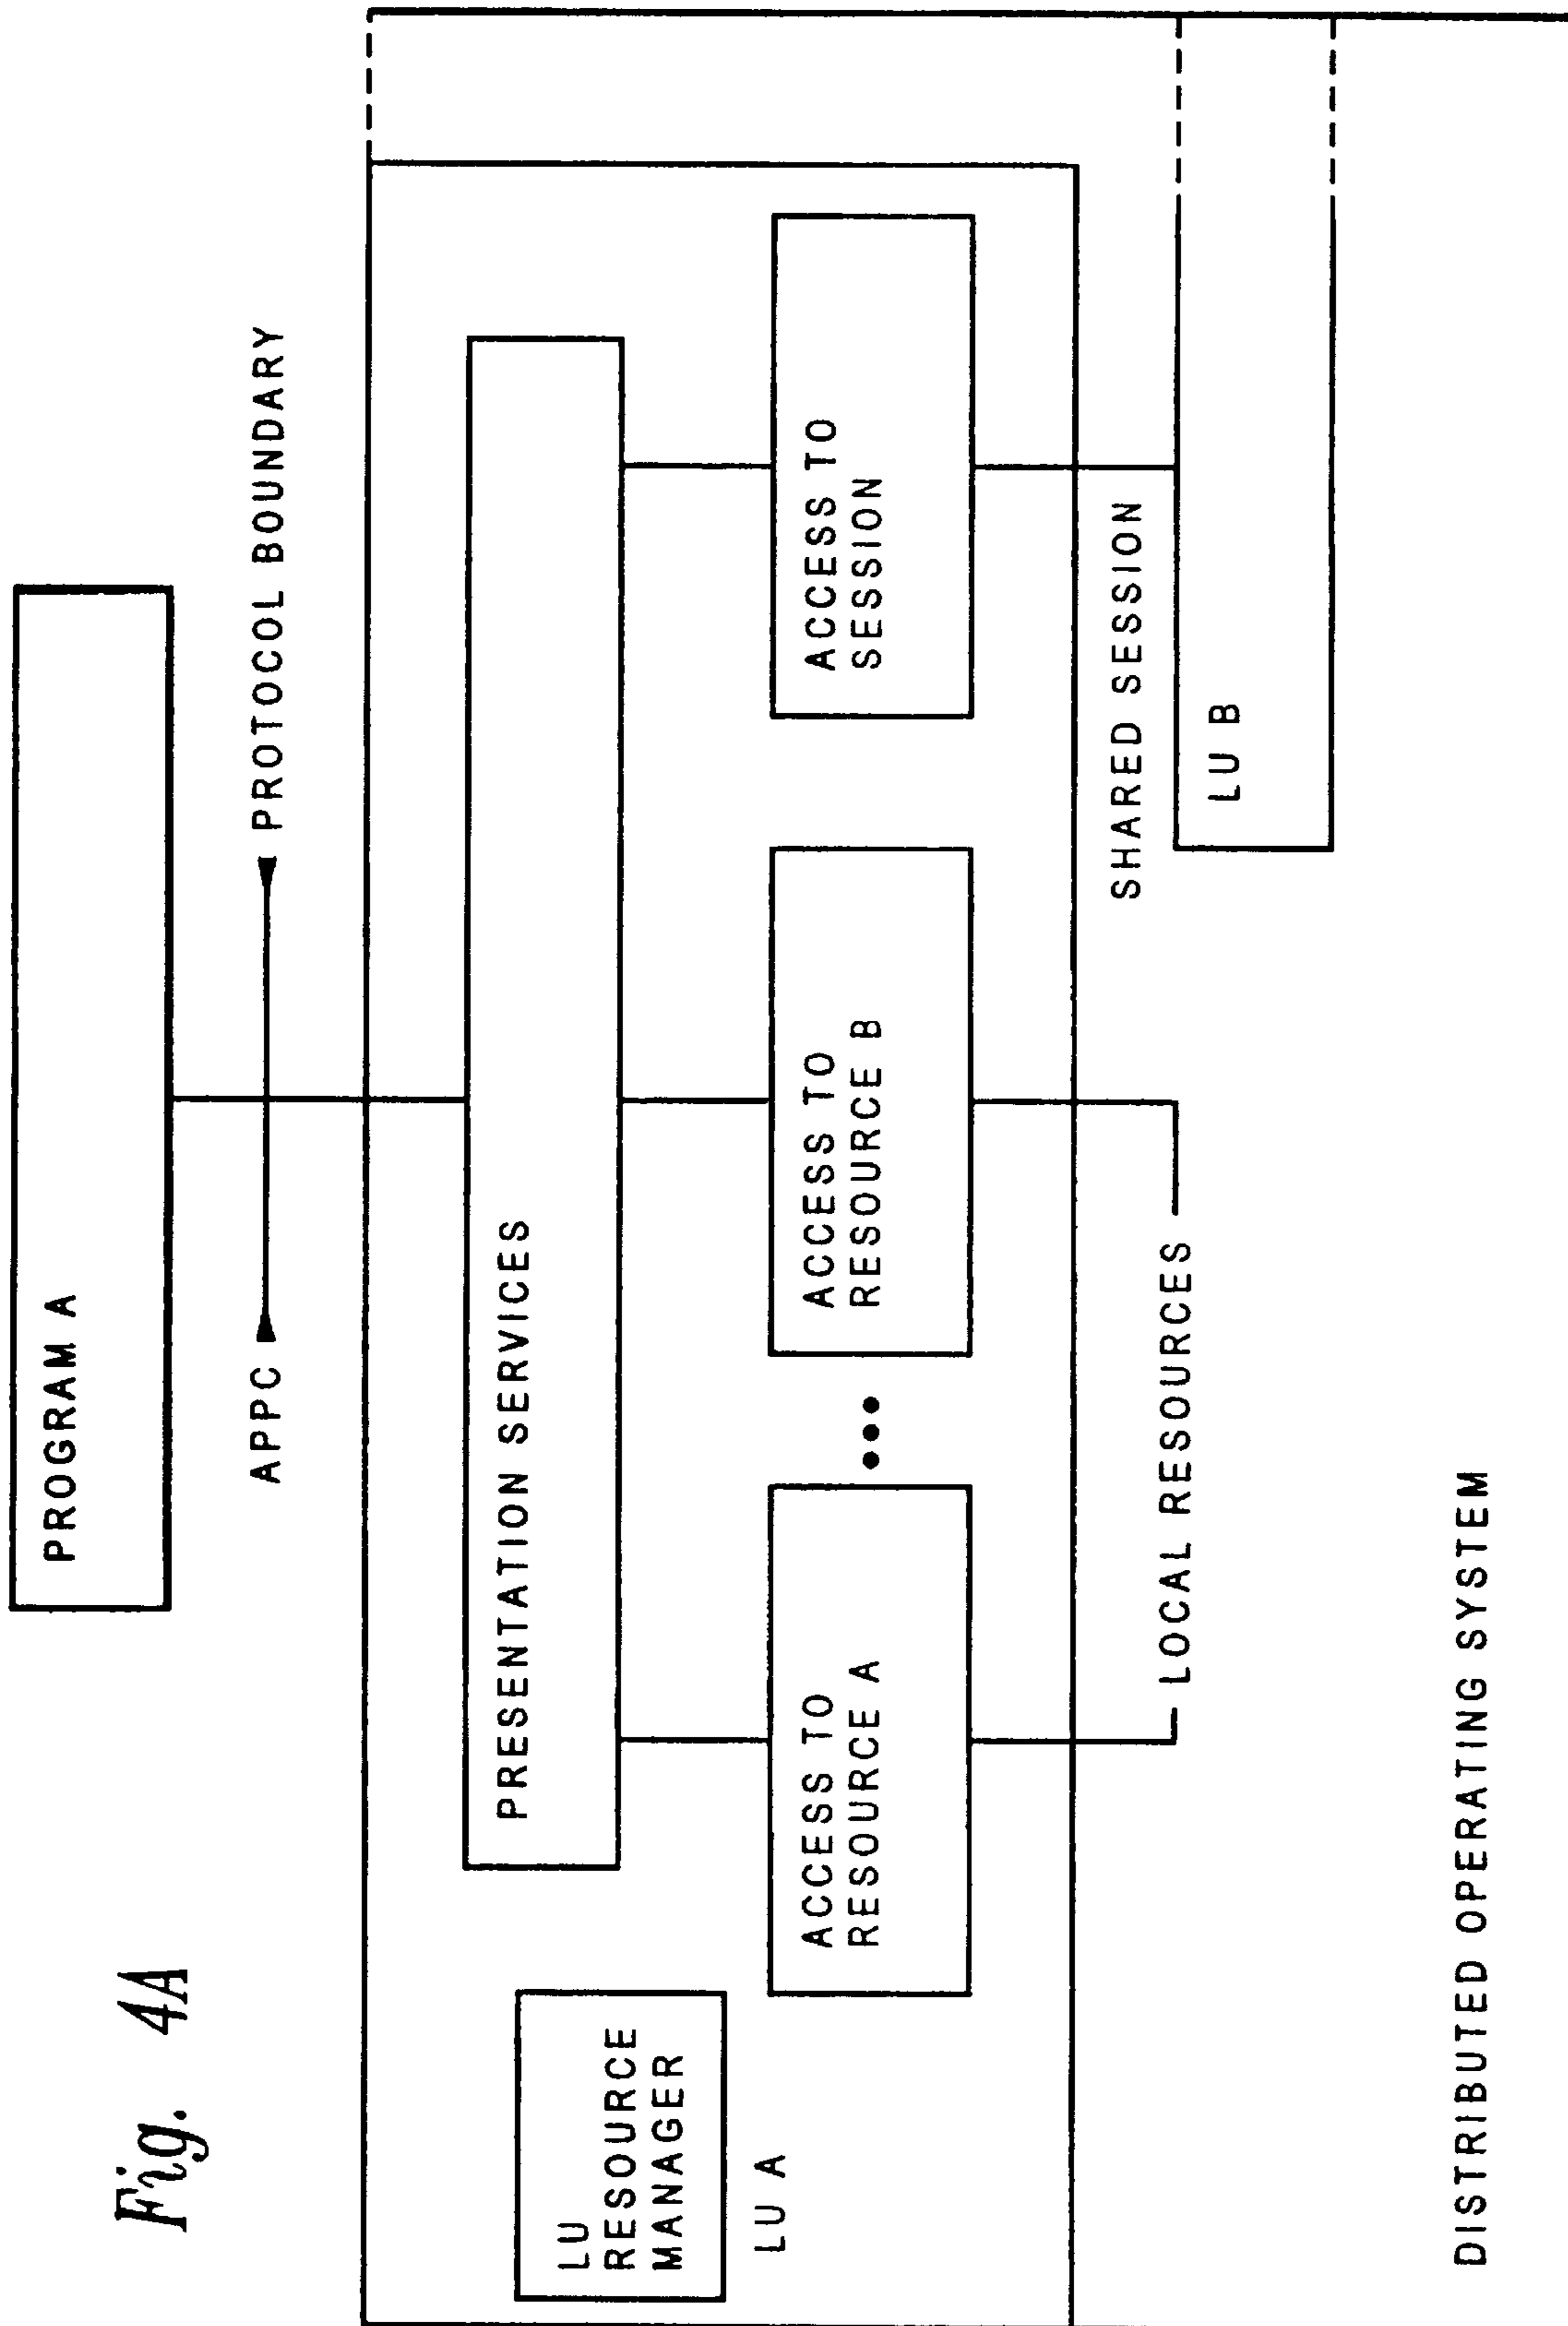 Fig. 4A
PROGRAM A
APPC
PROTOCOL BOUNDARY
PRESENTATION SERVICES
LU
RESOURCE
MANAGER
LU A
ACCESS TO
RESOURCE A
ACCESS TO
RESOURCE B
ACCESS TO
SESSION
LOCAL RESOURCES
SHARED SESSION
LU B
DISTRIBUTED OPERATING SYSTEM